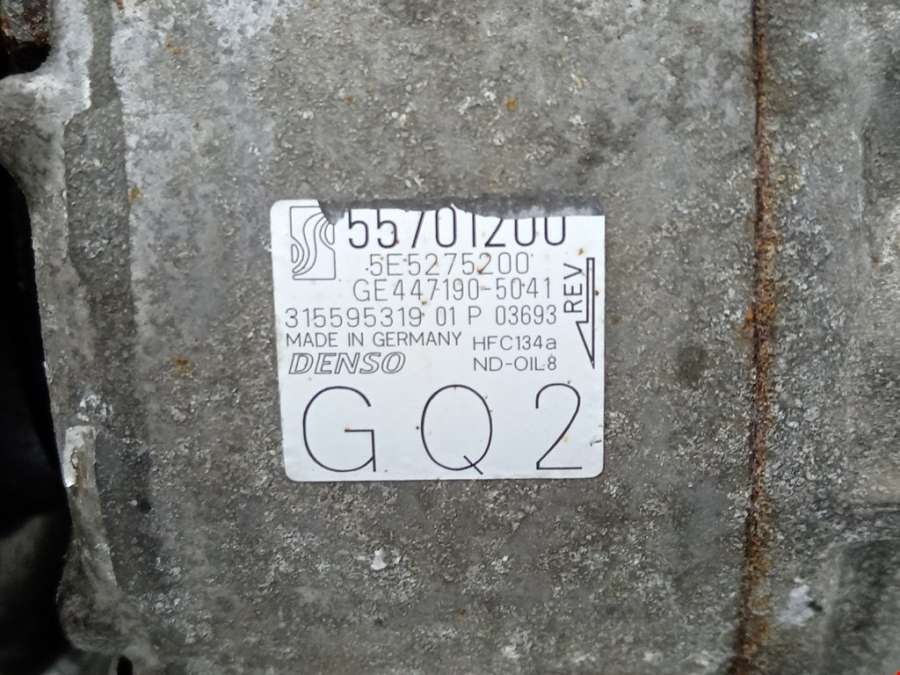 55701200
5E5275200
GE447190-5041
315595319 01 P 03693
REV
MADE IN GERMANY
HFC134a
DENSO
ND-OIL8
GQ2